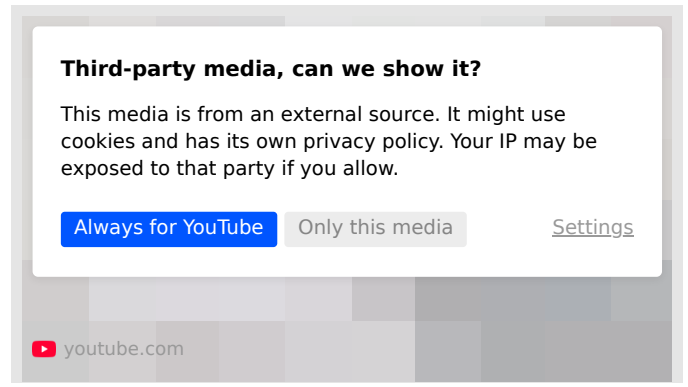 Third-party media, can we show it?
This media is from an external source. It might use
cookies and has its own privacy policy. Your IP may be
exposed to that party if you allow.
Always for YouTube Only this media Settings
youtube.com